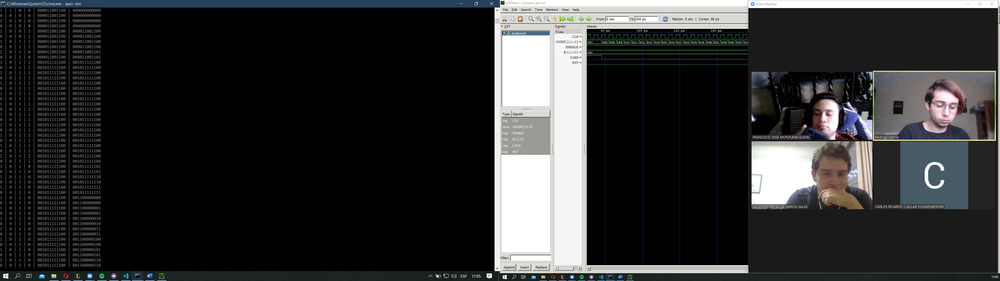 C:\Windows\System32\cmd.exe - apio sim
1 | 1 | 0 | 0 | 000011001100 | 000000000000
0 | 0 | 0 | 0 | 000011001100 | 000000000000
1 | 0 | 0 | 0 | 000011001100 | 000000000000
0 | 0 | 0 | 0 | 000011001100 | 000000000000
1 | 0 | 0 | 1 | 000011001100 | 000011001100
0 | 0 | 0 | 1 | 000011001100 | 000011001100
1 | 0 | 1 | 1 | 000011001100 | 000011001100
0 | 0 | 1 | 1 | 000011001100 | 000011001100
1 | 0 | 1 | 0 | 000011001100 | 000011001101
0 | 0 | 1 | 0 | 000011001100 | 000011001101
1 | 0 | 1 | 1 | 001011111100 | 001011111100
0 | 0 | 1 | 1 | 001011111100 | 001011111100
1 | 0 | 1 | 1 | 001011111100 | 001011111100
0 | 0 | 1 | 1 | 001011111100 | 001011111100
1 | 0 | 1 | 1 | 001011111100 | 001011111100
0 | 0 | 1 | 1 | 001011111100 | 001011111100
1 | 0 | 1 | 1 | 001011111100 | 001011111100
0 | 0 | 1 | 1 | 001011111100 | 001011111100
1 | 0 | 1 | 1 | 001011111100 | 001011111100
0 | 0 | 1 | 1 | 001011111100 | 001011111100
1 | 0 | 1 | 1 | 001011111100 | 001011111100
0 | 0 | 1 | 1 | 001011111100 | 001011111100
1 | 0 | 1 | 1 | 001011111100 | 001011111100
0 | 0 | 1 | 1 | 001011111100 | 001011111100
1 | 0 | 1 | 1 | 001011111100 | 001011111100
0 | 0 | 1 | 1 | 001011111100 | 001011111100
1 | 0 | 1 | 1 | 001011111100 | 001011111100
0 | 0 | 1 | 1 | 001011111100 | 001011111100
1 | 0 | 1 | 1 | 001011111100 | 001011111100
0 | 0 | 1 | 1 | 001011111100 | 001011111100
1 | 0 | 1 | 0 | 001011111100 | 001011111101
0 | 0 | 1 | 0 | 001011111100 | 001011111101
1 | 0 | 1 | 0 | 001011111100 | 001011111110
0 | 0 | 1 | 0 | 001011111100 | 001011111110
1 | 0 | 1 | 0 | 001011111100 | 001011111111
0 | 0 | 1 | 0 | 001011111100 | 001011111111
1 | 0 | 1 | 0 | 001011111100 | 001100000000
0 | 0 | 1 | 0 | 001011111100 | 001100000000
1 | 0 | 1 | 0 | 001011111100 | 001100000001
0 | 0 | 1 | 0 | 001011111100 | 001100000001
1 | 0 | 1 | 0 | 001011111100 | 001100000010
0 | 0 | 1 | 0 | 001011111100 | 001100000010
1 | 0 | 1 | 0 | 001011111100 | 001100000011
0 | 0 | 1 | 0 | 001011111100 | 001100000011
1 | 0 | 1 | 0 | 001011111100 | 001100000100
0 | 0 | 1 | 0 | 001011111100 | 001100000100
1 | 0 | 1 | 0 | 001011111100 | 001100000101
0 | 0 | 1 | 0 | 001011111100 | 001100000101
1 | 0 | 1 | 0 | 001011111100 | 001100000110
0 | 0 | 1 | 0 | 001011111100 | 001100000110
ESP 17:05
GTKWave - Contador_tb.vcd
File Edit Search Time Markers View Help
From: 0 sec To: 200 ps Marker: 0 sec | Cursor: 86 ps
SST
testbench
Type Signals
reg CLK
wire COUNT[11:0]
reg ENABLE
reg E[11:0]
reg LOAD
reg RST
Filter:
Append Insert Replace
Signals
Time
CLK =
COUNT[11:0] =
ENABLE =
E[11:0] =
LOAD =
RST =
Waves
90 ps 100 ps 110 ps 120 ps
2FC 2FD 2FE 2FF 300 301 302 303 304 305 306 307 308 309 30A 30B 30C 30D 30E 30F 310
2FC
Zoom Meeting
FRANCISCO JOSE MONTUFAR GUDIEL
Rodrigo García
JULIO ANDRES AVILA GARCIA-SALAS
C
CARLOS RICARDO CUELLAR KLINGENBERGER
17:05